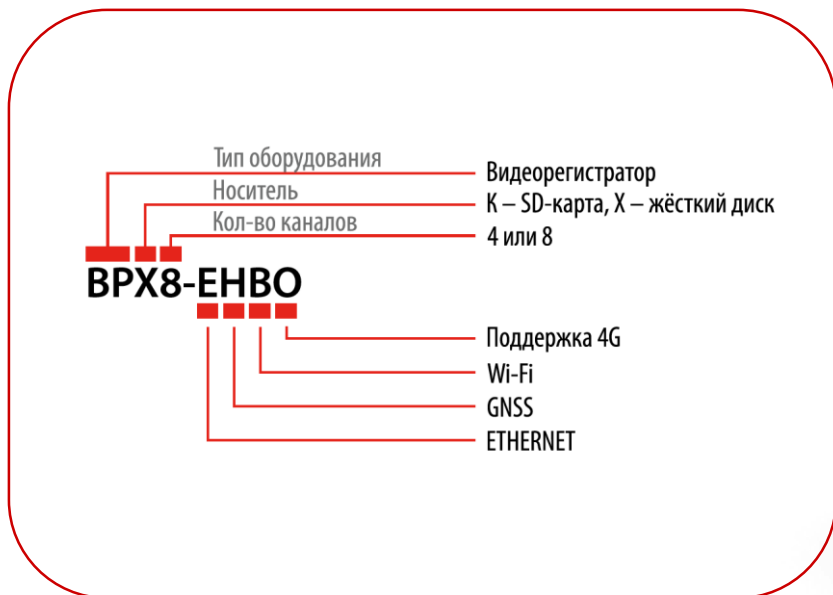 Тип оборудования
Видеорегистратор
Носитель
К – SD-карта, Х – жёсткий диск
Кол-во каналов
4 или 8
ВРХ8-ЕНВО
Поддержка 4G
Wi-Fi
GNSS
ETHERNET